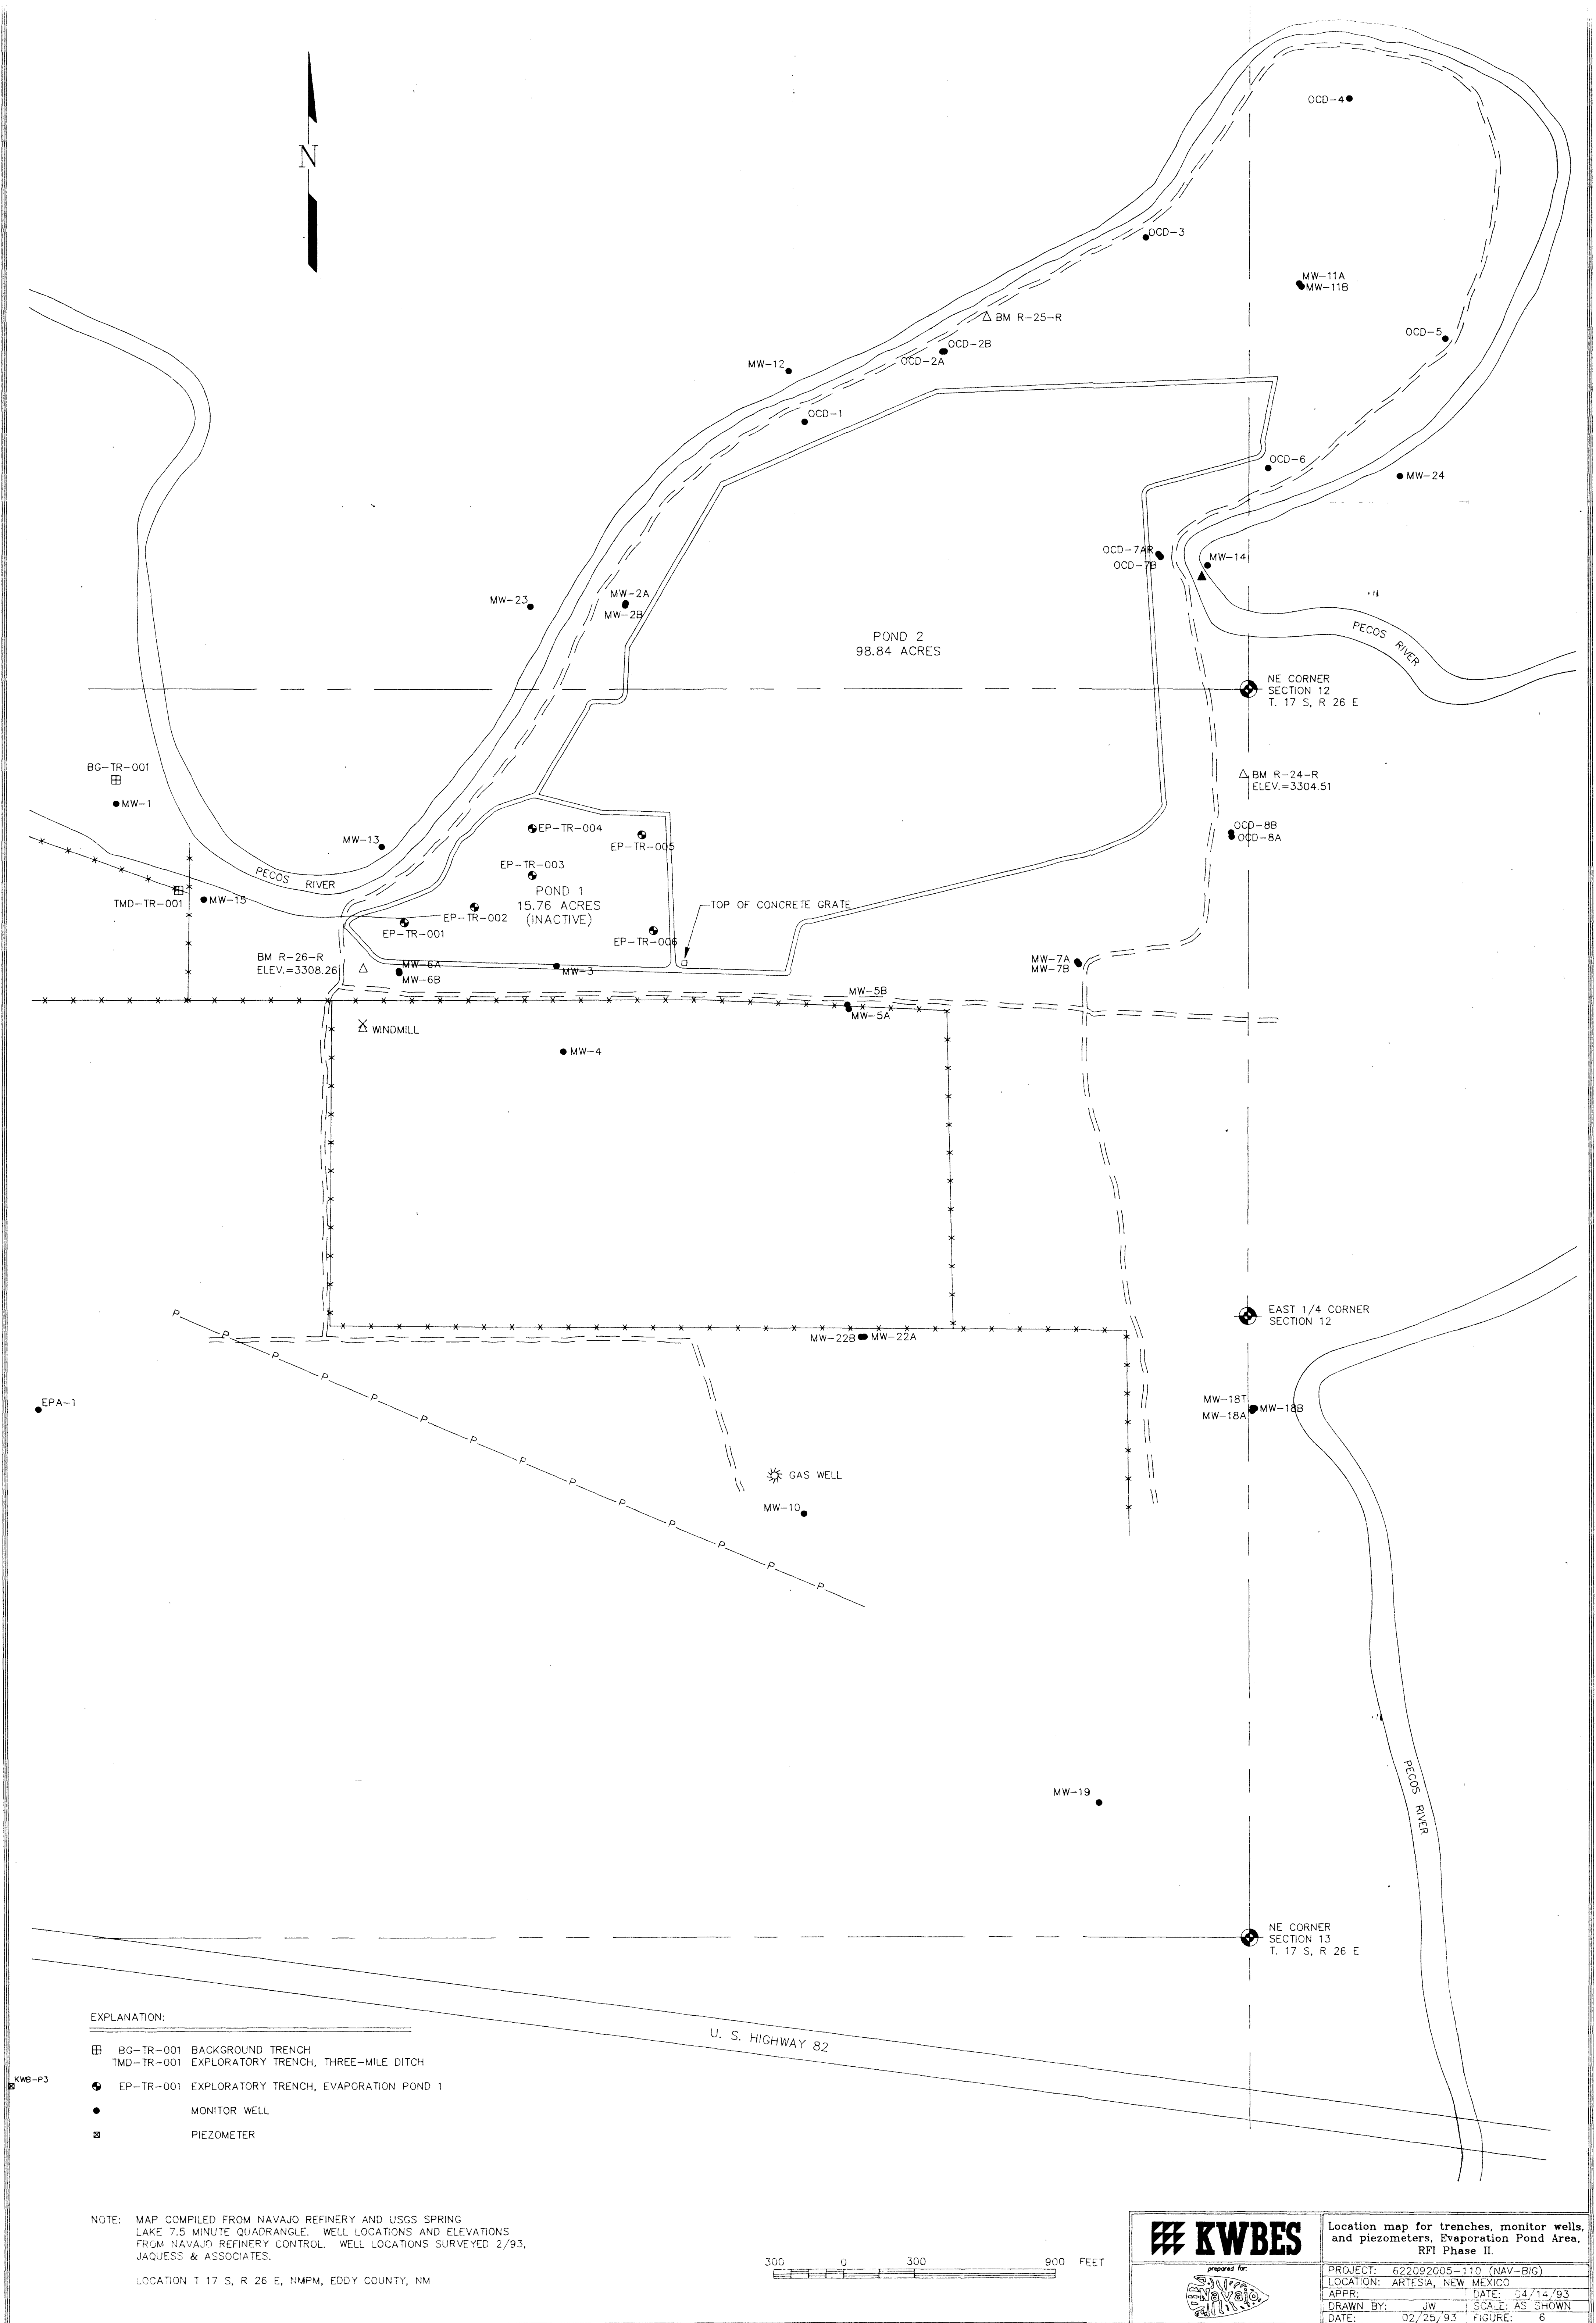 N
OCD-4
OCD-3
MW-11A
MW-11B
BM R-25-R
OCD-5
OCD-2B
OCD-2A
MW-12
OCD-1
OCD-6
MW-24
OCD-7AR
OCD-7B
MW-14
MW-2A
MW-2B
MW-23
PECOS RIVER
POND 2
98.84 ACRES
NE CORNER
SECTION 12
T. 17 S, R 26 E
BG-TR-001
MW-1
BM R-24-R
ELEV.=3304.51
OCD-8B
OCD-8A
EP-TR-004
EP-TR-005
MW-13
EP-TR-003
PECOS RIVER
POND 1
15.76 ACRES
(INACTIVE)
TMD-TR-001
MW-15
EP-TR-002
TOP OF CONCRETE GRATE
EP-TR-001
EP-TR-006
BM R-26-R
ELEV.=3308.26
MW-6A
MW-6B
MW-3
MW-7A
MW-7B
MW-5B
MW-5A
WINDMILL
MW-4
EAST 1/4 CORNER
SECTION 12
MW-22B
MW-22A
P
P
P
P
P
P
P
P
P
P
P
P
P
P
EPA-1
MW-18T
MW-18A
MW-18B
GAS WELL
MW-10
PECOS RIVER
MW-19
NE CORNER
SECTION 13
T. 17 S, R 26 E
U. S. HIGHWAY 82
EXPLANATION:
BG-TR-001 BACKGROUND TRENCH
TMD-TR-001 EXPLORATORY TRENCH, THREE-MILE DITCH
EP-TR-001 EXPLORATORY TRENCH, EVAPORATION POND 1
MONITOR WELL
PIEZOMETER
KWB-P3
NOTE: MAP COMPILED FROM NAVAJO REFINERY AND USGS SPRING
LAKE 7.5 MINUTE QUADRANGLE. WELL LOCATIONS AND ELEVATIONS
FROM NAVAJO REFINERY CONTROL. WELL LOCATIONS SURVEYED 2/93,
JAQUESS & ASSOCIATES.
LOCATION T 17 S, R 26 E, NMPM, EDDY COUNTY, NM
300 0 300 900 FEET
KWBES
prepared for:
Navajo
Location map for trenches, monitor wells,
and piezometers, Evaporation Pond Area,
RFI Phase II.
PROJECT: 622092005-110 (NAV-BIG)
LOCATION: ARTESIA, NEW MEXICO
APPR: DATE: 04/14/93
DRAWN BY: JW SCALE: AS SHOWN
DATE: 02/25/93 FIGURE: 6